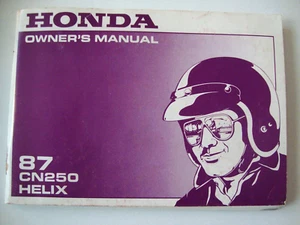 HONDA
OWNER'S MANUAL
87
CN250
HELIX